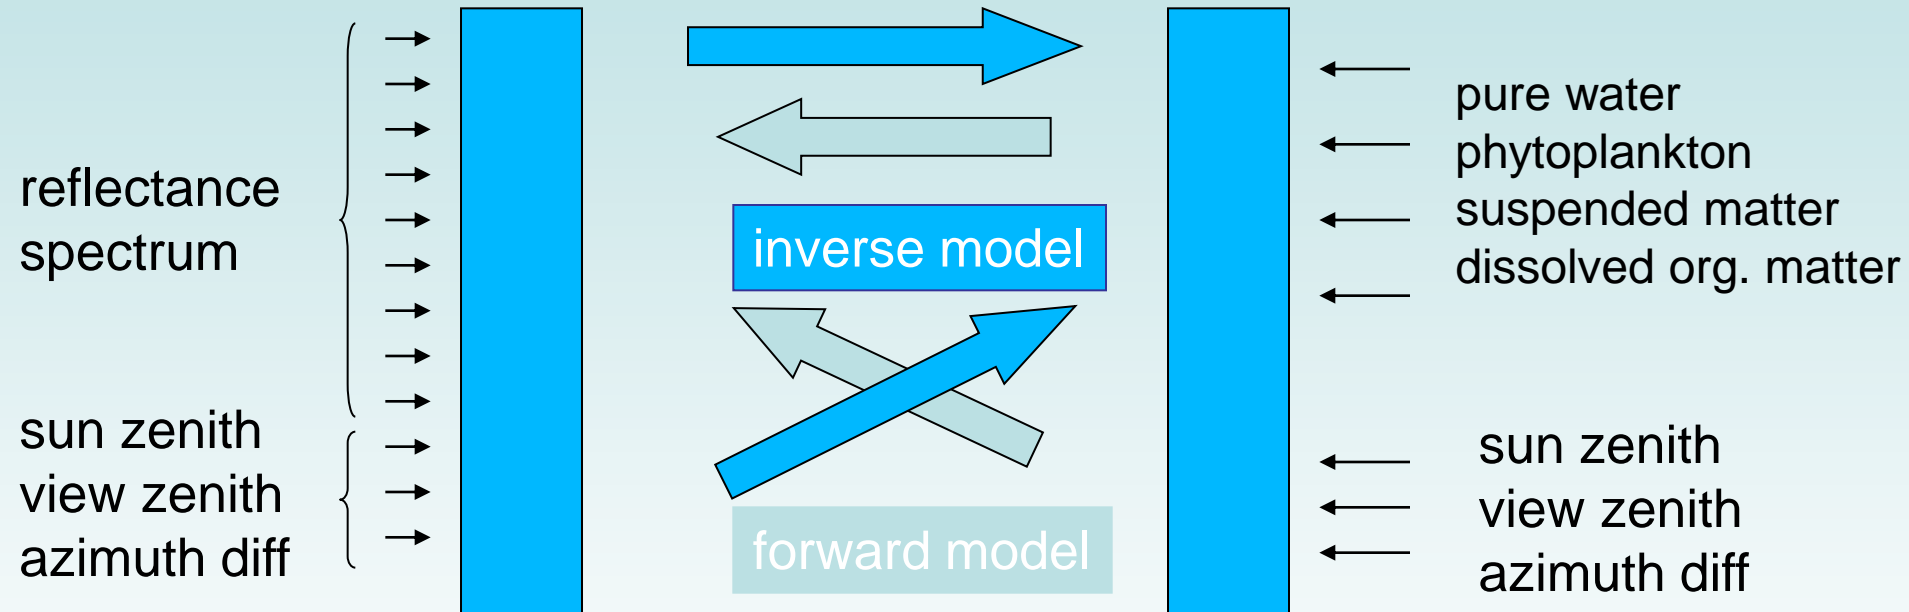 reflectance
spectrum
sun zenith
view zenith
azimuth diff
inverse model
forward model
pure water
phytoplankton
suspended matter
dissolved org. matter
sun zenith
view zenith
azimuth diff